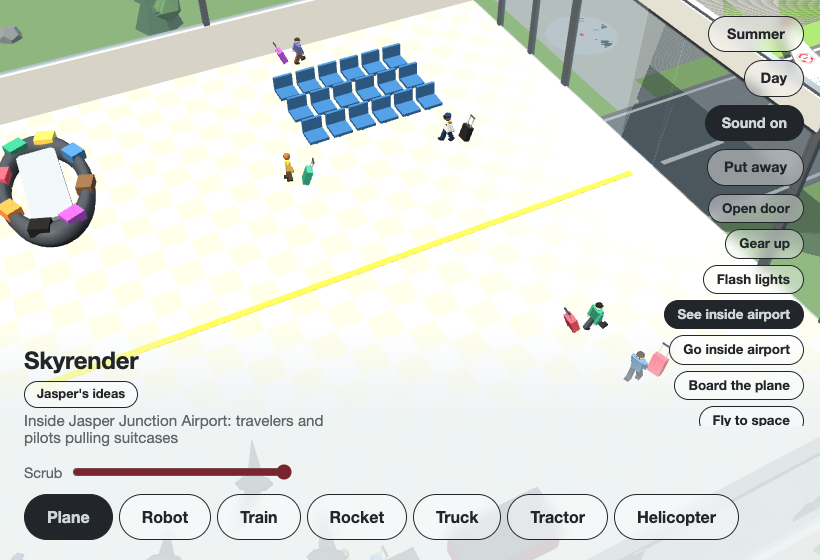 Summer
Day
Sound on
Put away
Open door
Gear up
Flash lights
See inside airport
Go inside airport
Board the plane
Fly to space
Skyrender
Jasper's ideas
Inside Jasper Junction Airport: travelers and
pilots pulling suitcases
Scrub
Plane
Robot
Train
Rocket
Truck
Tractor
Helicopter